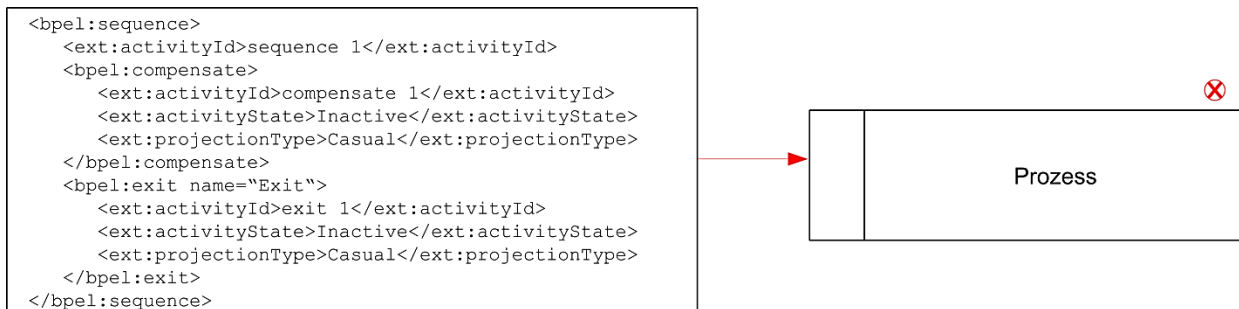 <bpel:sequence>
<ext:activityId>sequence 1</ext:activityId>
<bpel:compensate>
<ext:activityId>compensate 1</ext:activityId>
<ext:activityState>Inactive</ext:activityState>
<ext:projectionType>Casual</ext:projectionType>
</bpel:compensate>
<bpel:exit name=“Exit“>
<ext:activityId>exit 1</ext:activityId>
<ext:activityState>Inactive</ext:activityState>
<ext:projectionType>Casual</ext:projectionType>
</bpel:exit>
</bpel:sequence>
Prozess